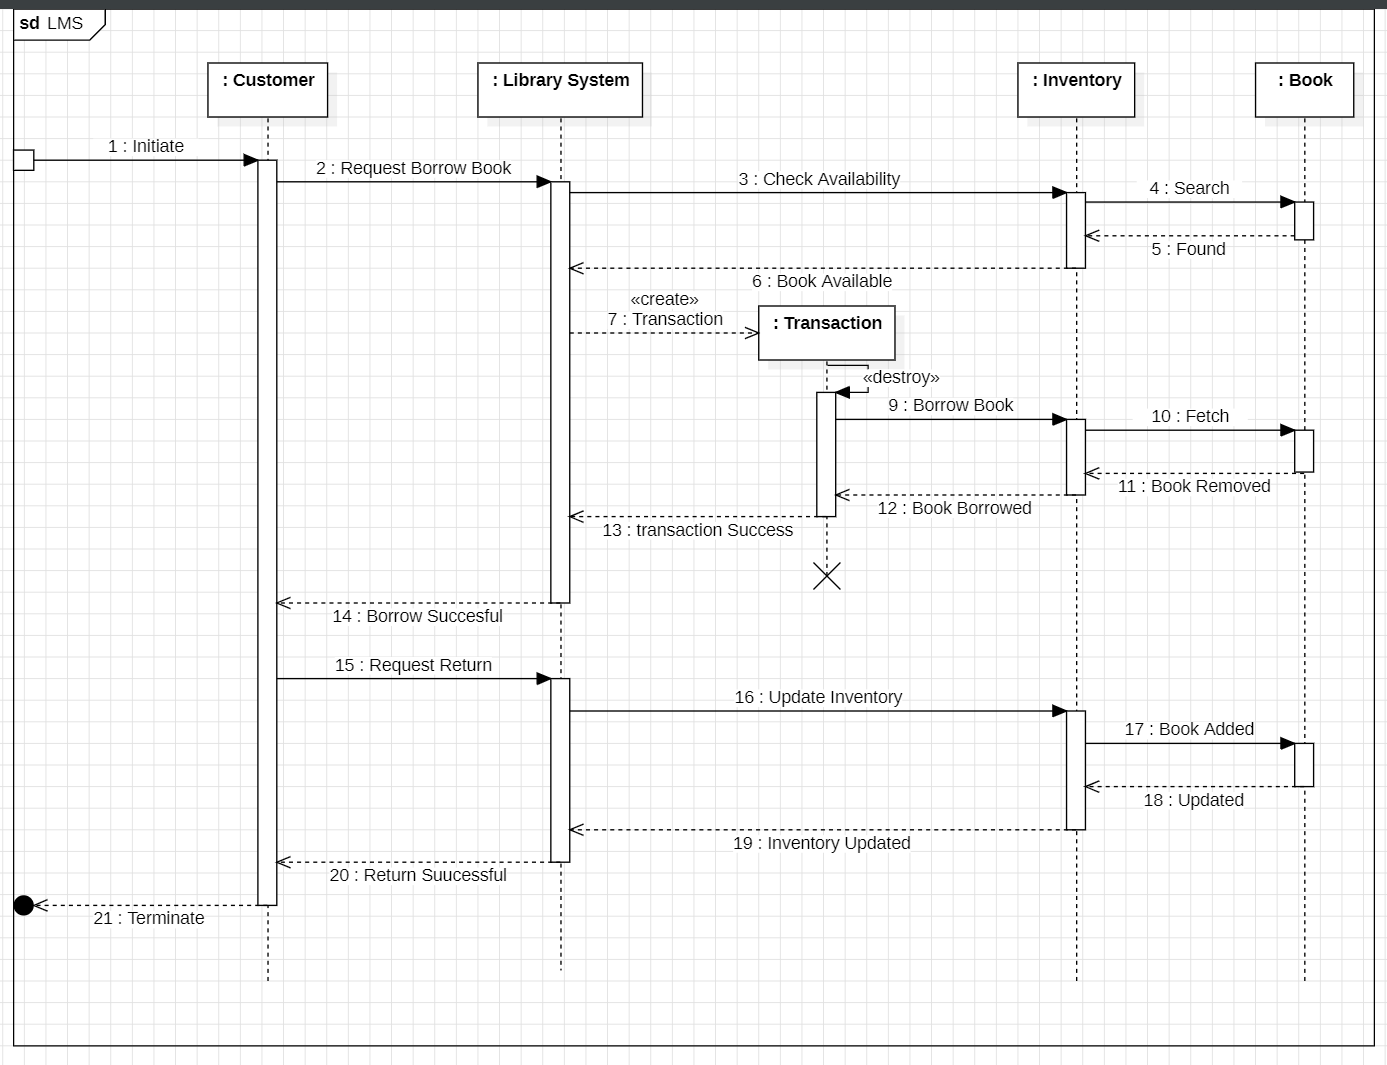 sd LMS
: Customer
: Library System
: Inventory
: Book
1 : Initiate
2 : Request Borrow Book
3 : Check Availability
4 : Search
5 : Found
6 : Book Available
«create»
7 : Transaction
: Transaction
«destroy»
9 : Borrow Book
10 : Fetch
11 : Book Removed
12 : Book Borrowed
13 : transaction Success
14 : Borrow Succesful
15 : Request Return
16 : Update Inventory
17 : Book Added
18 : Updated
19 : Inventory Updated
20 : Return Suucessful
21 : Terminate